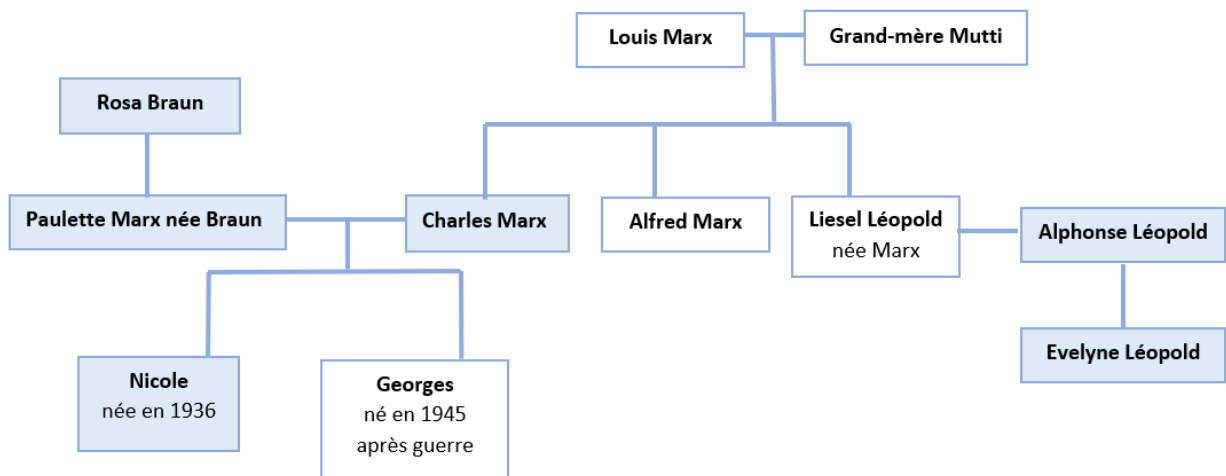 Louis Marx
Grand-mère Mutti
Rosa Braun
Paulette Marx née Braun
Charles Marx
Alfred Marx
Liesel Léopold
née Marx
Alphonse Léopold
Evelyne Léopold
Nicole
née en 1936
Georges
né en 1945
après guerre